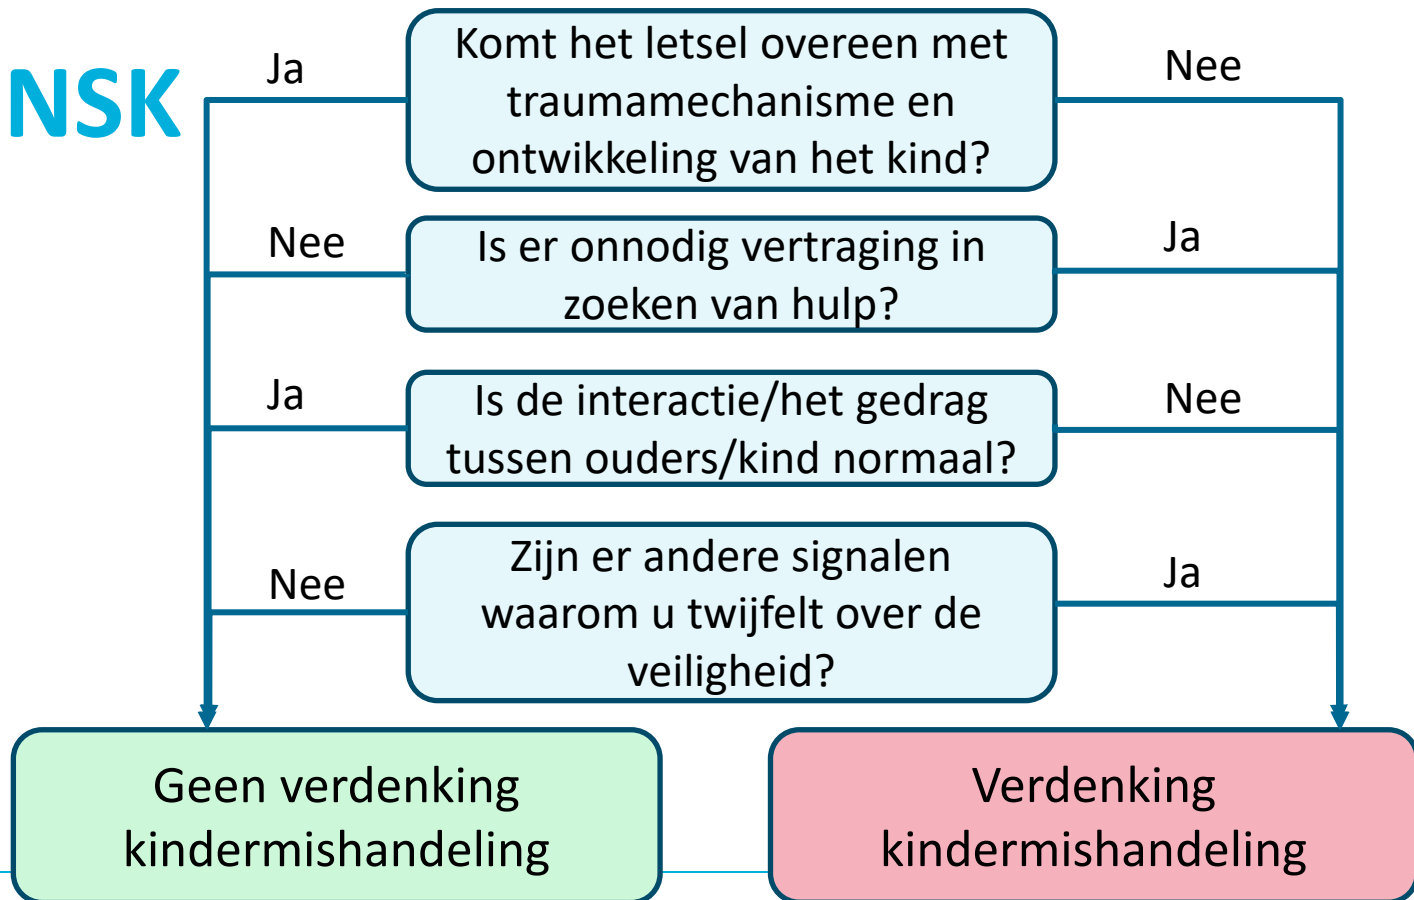 NSK
Ja
Komt het letsel overeen met
traumamechanisme en
ontwikkeling van het kind?
Nee
Nee
Is er onnodig vertraging in
zoeken van hulp?
Ja
Ja
Is de interactie/het gedrag
tussen ouders/kind normaal?
Nee
Nee
Zijn er andere signalen
waarom u twijfelt over de
veiligheid?
Ja
Geen verdenking
kindermishandeling
Verdenking
kindermishandeling